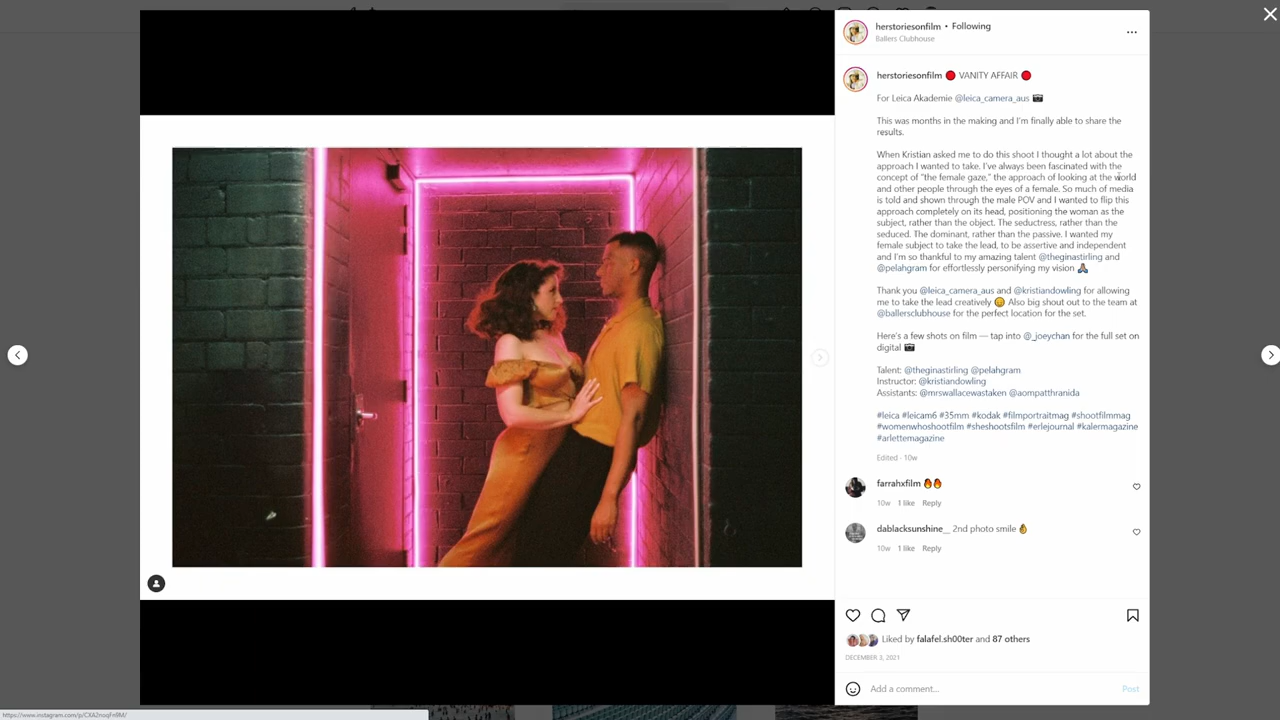 herstoriesonfilm • Following
Ballers Clubhouse
herstoriesonfilm 🔴 VANITY AFFAIR 🔴
For Leica Akademie @leica_camera_aus 📷
This was months in the making and I'm finally able to share the
results.
When Kristian asked me to do this shoot I thought a lot about the
approach I wanted to take. I've always been fascinated with the
concept of "the female gaze," the approach of looking at the world
and other people through the eyes of a female. So much of media
is told and shown through the male POV and I wanted to flip this
approach completely on its head, positioning the woman as the
subject, rather than the object. The seductress, rather than the
seduced. The dominant, rather than the passive. I wanted my
female subject to take the lead, to be assertive and independent
and I'm so thankful to my amazing talent @theginastirling and
@pelahgram for effortlessly personifying my vision 🙏🏽
Thank you @leica_camera_aus and @kristiandowling for allowing
me to take the lead creatively 😊 Also big shout out to the team at
@ballersclubhouse for the perfect location for the set.
Here's a few shots on film — tap into @_joeychan for the full set on
digital 📷
Talent: @theginastirling @pelahgram
Instructor: @kristiandowling
Assistants: @mrswallacewastaken @aompatthranida
#leica #leicam6 #35mm #kodak #filmportraitmag #shootfilmmag
#womenwhoshootfilm #sheshootsfilm #erlejournal #kalermagazine
#arlettemagazine
Edited · 10w
farrahxfilm 🔥🔥
10w 1 like Reply
dablacksunshine__ 2nd photo smile 👌
10w 1 like Reply
Liked by falafel.sh00ter and 87 others
DECEMBER 3, 2021
Add a comment... Post